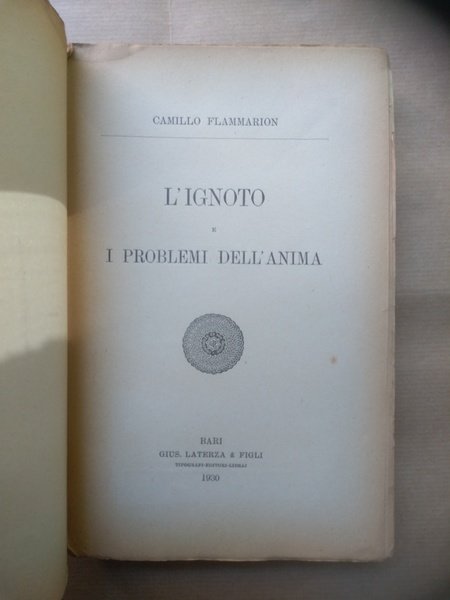 CAMILLO FLAMMARION
L'IGNOTO
E
I PROBLEMI DELL'ANIMA
BARI
GIUS. LATERZA & FIGLI
TIPOGRAFI-EDITORI-LIBRAI
1930